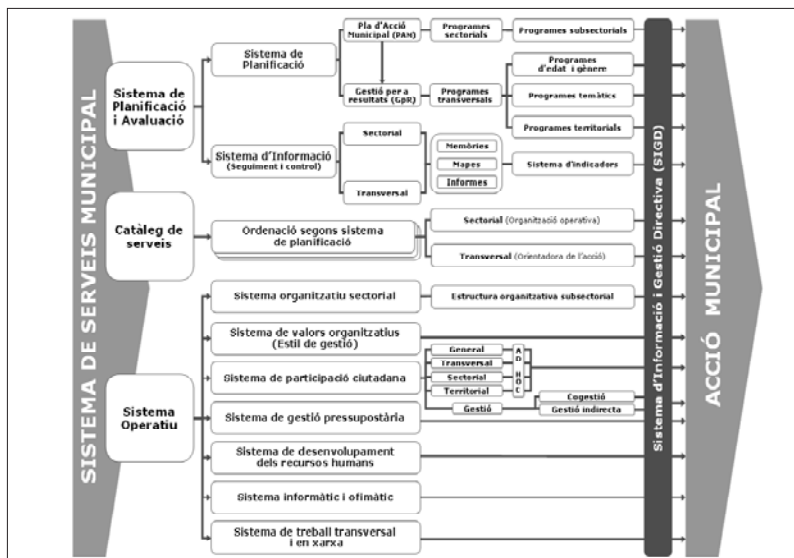 SISTEMA DE SERVEIS MUNICIPAL
Sistema de
Planificació
i Avaluació
Sistema de
Planificació
Pla d'Acció
Municipal (PAN)
Programes
sectorials
Programes subsectorials
Gestió per a
resultats (GpR)
Programes
transversals
Programes
d'edat i gènere
Programes temàtics
Programes territorials
Sistema d'Informació
(Seguiment i control)
Sectorial
Transversal
Memòries
Mapes
Informes
Sistema d'indicadors
Catàleg de
serveis
Ordenació segons sistema
de planificació
Sectorial (Organització operativa)
Transversal (Orientadora de l'acció)
Sistema
Operatiu
Sistema organitzatiu sectorial
Estructura organitzativa subsectorial
Sistema de valors organitzatius
(Estil de gestió)
Sistema de participació ciutadana
General
Transversal
Sectorial
Territorial
AD HOC
Gestió
Cogestió
Gestió indirecta
Sistema de gestió pressupostària
Sistema de desenvolupament
dels recursos humans
Sistema informàtic i ofimàtic
Sistema de treball transversal
i en xarxa
Sistema d'Informació i Gestió Directiva (SIGD)
ACCIÓ MUNICIPAL